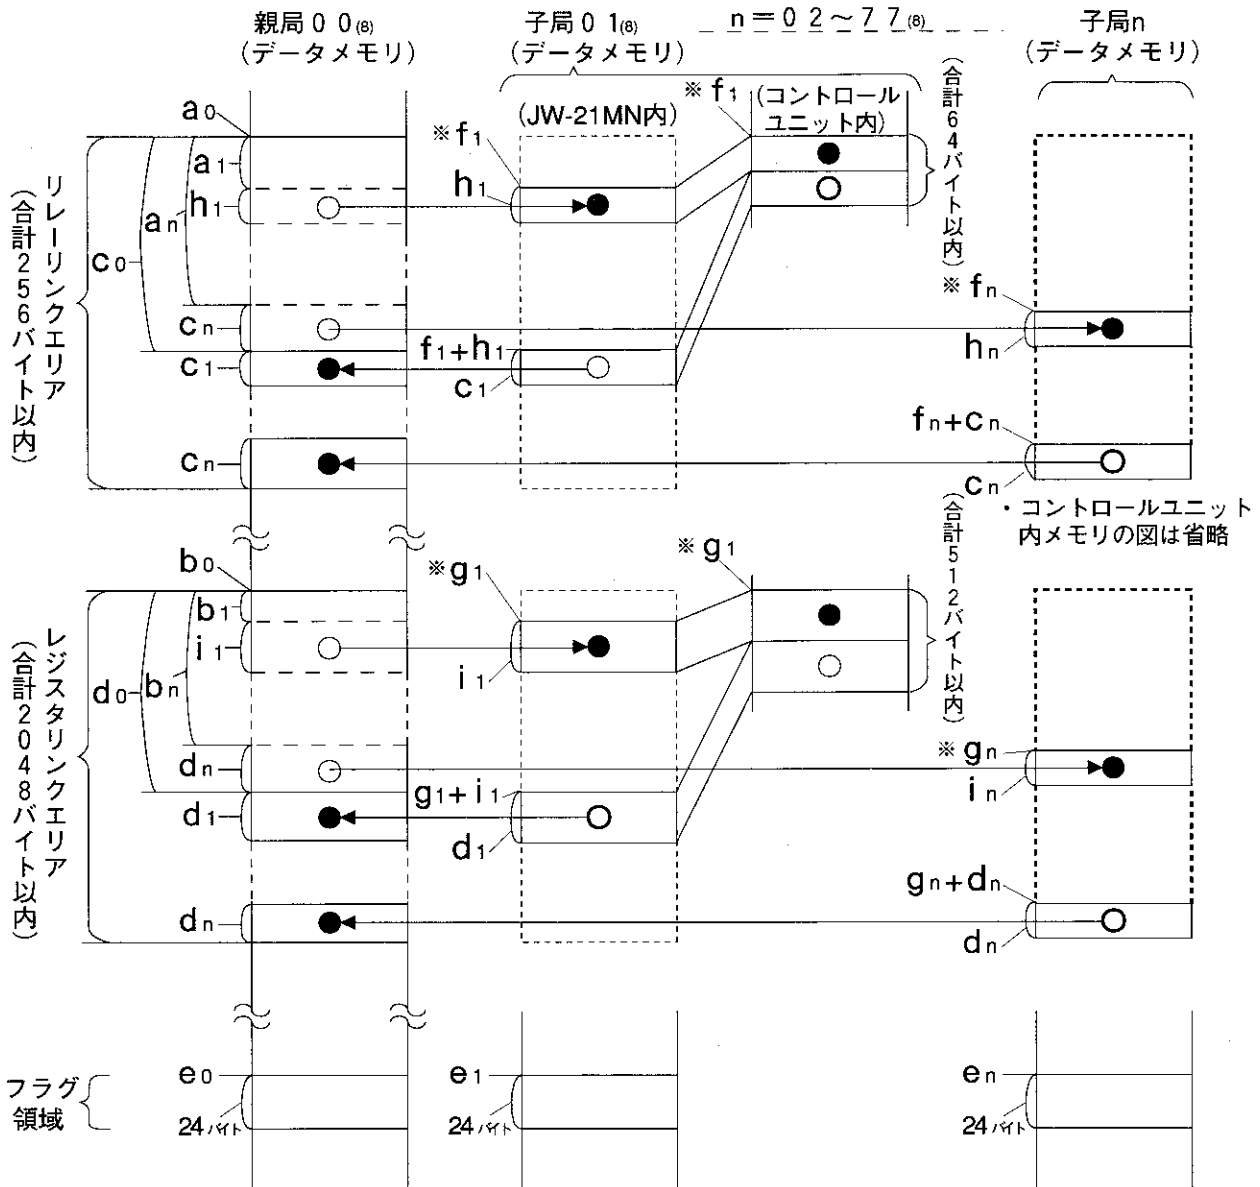 親局00(8)
(データメモリ)
子局01(8)
(データメモリ)
n=02〜77(8)
子局n
(データメモリ)
(JW-21MN内)
(コントロール
ユニット内)
(合計64バイト以内)
リレーリンクエリア
(合計256バイト以内)
a0
a1
h1
an
c0
cn
c1
cn
※f1
h1
※f1
f1+h1
c1
※fn
hn
fn+cn
cn
・コントロールユニット
内メモリの図は省略
(合計512バイト以内)
レジスタリンクエリア
(合計2048バイト以内)
b0
b1
i1
bn
d0
dn
d1
dn
※g1
i1
※g1
g1+i1
d1
※gn
in
gn+dn
dn
フラグ
領域
e0
24バイト
e1
24バイト
en
24バイト